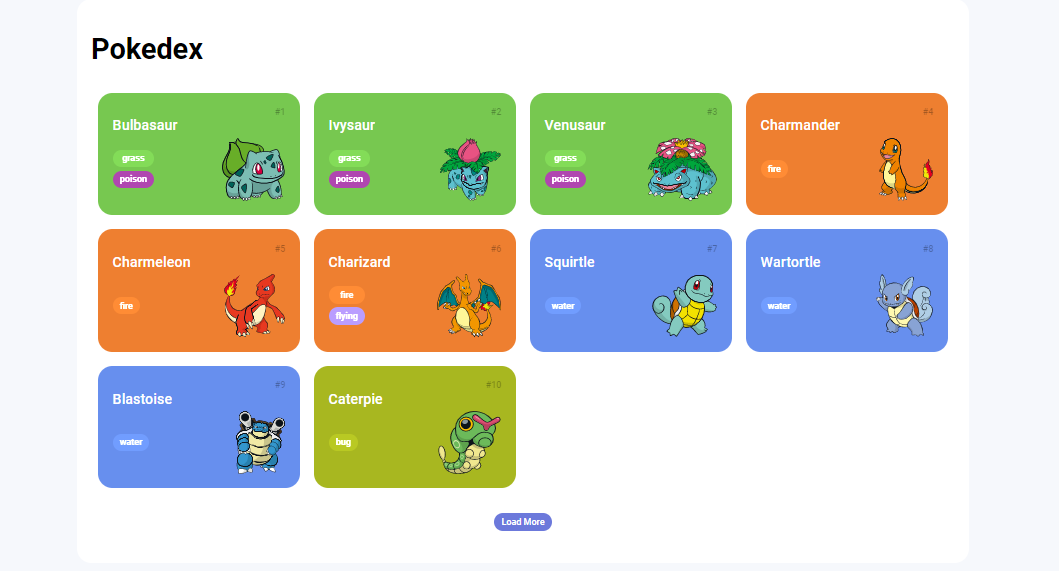 Pokedex
#1
Bulbasaur
grass
poison
#2
Ivysaur
grass
poison
#3
Venusaur
grass
poison
#4
Charmander
fire
#5
Charmeleon
fire
#6
Charizard
fire
flying
#7
Squirtle
water
#8
Wartortle
water
#9
Blastoise
water
#10
Caterpie
bug
Load More